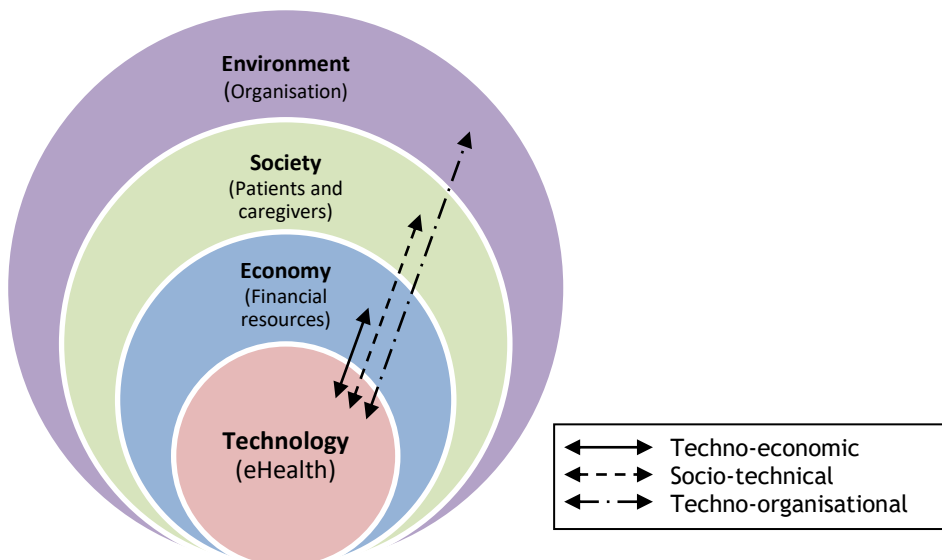 Environment
(Organisation)
Society
(Patients and
caregivers)
Economy
(Financial
resources)
Technology
(eHealth)
Techno-economic
Socio-technical
Techno-organisational